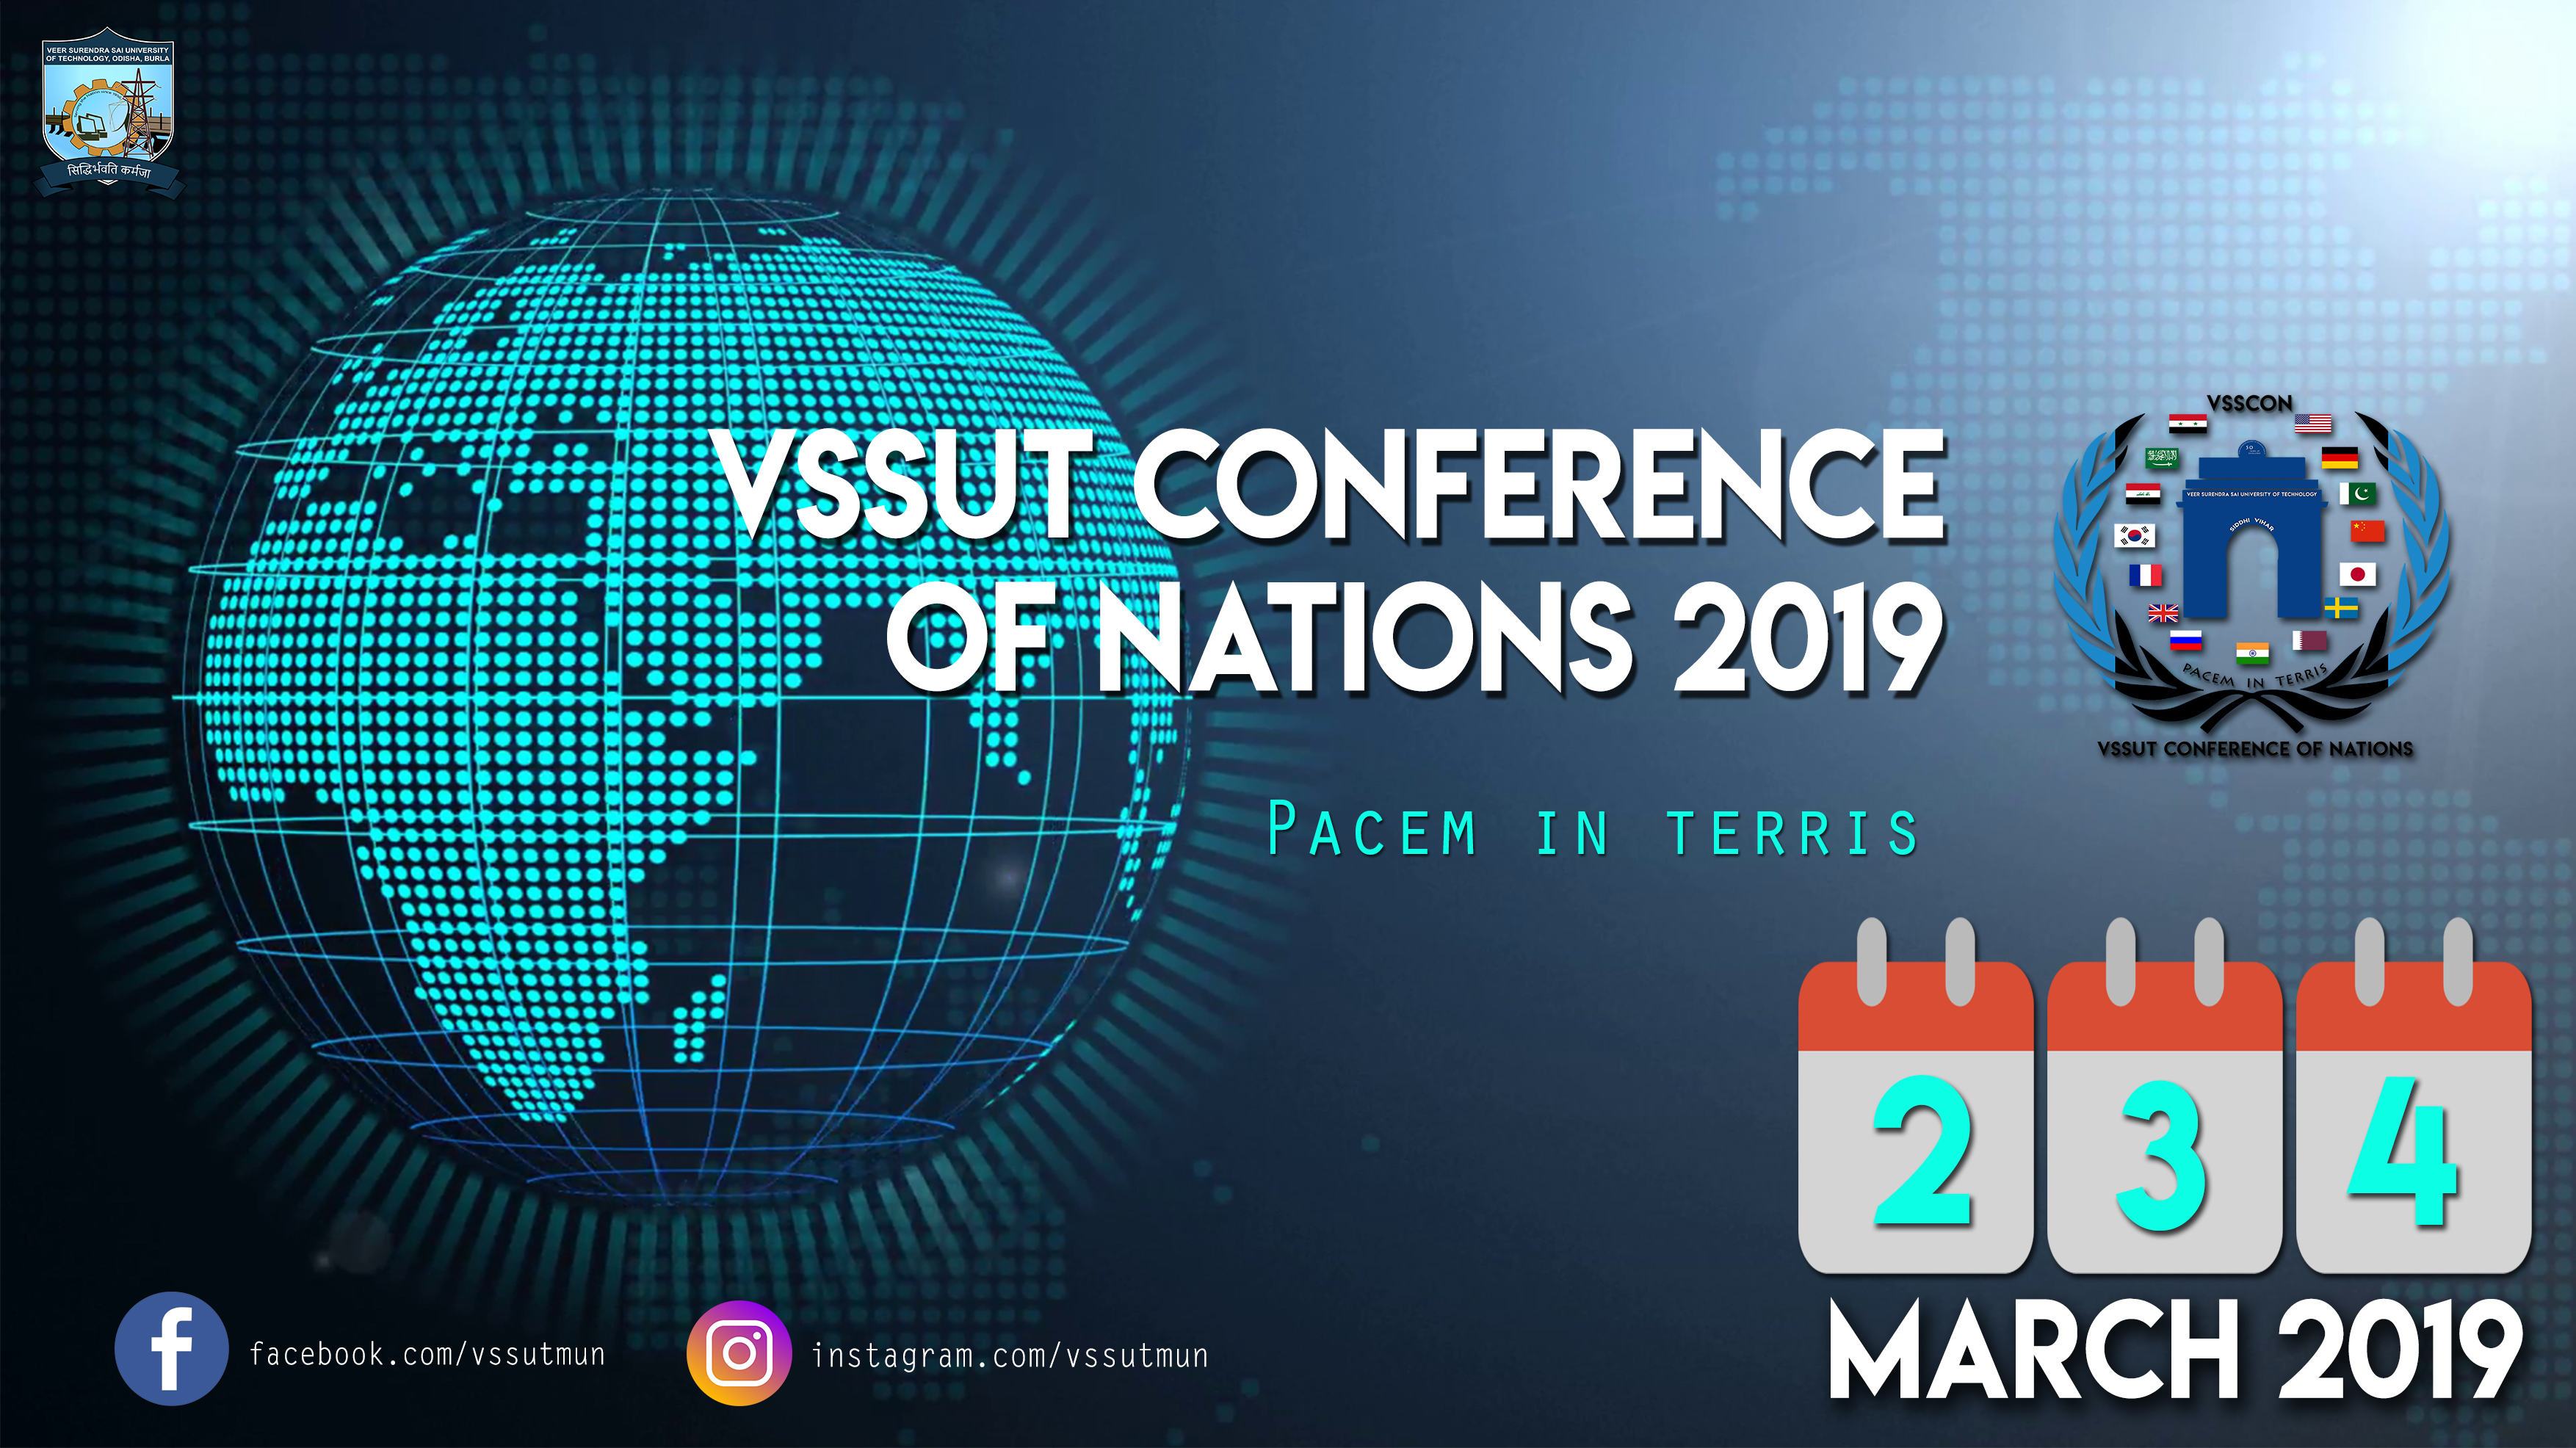 VEER SURENDRA SAI UNIVERSITY
OF TECHNOLOGY, ODISHA, BURLA
सिद्धिर्भवति कर्मजा
VSSUT CONFERENCE
OF NATIONS 2019
PACEM IN TERRIS
VSSCON
VEER SURENDRA SAI UNIVERSITY OF TECHNOLOGY
SIDDHI VIHAR
PACEM IN TERRIS
VSSUT CONFERENCE OF NATIONS
2 3 4
MARCH 2019
facebook.com/vssutmun
instagram.com/vssutmun